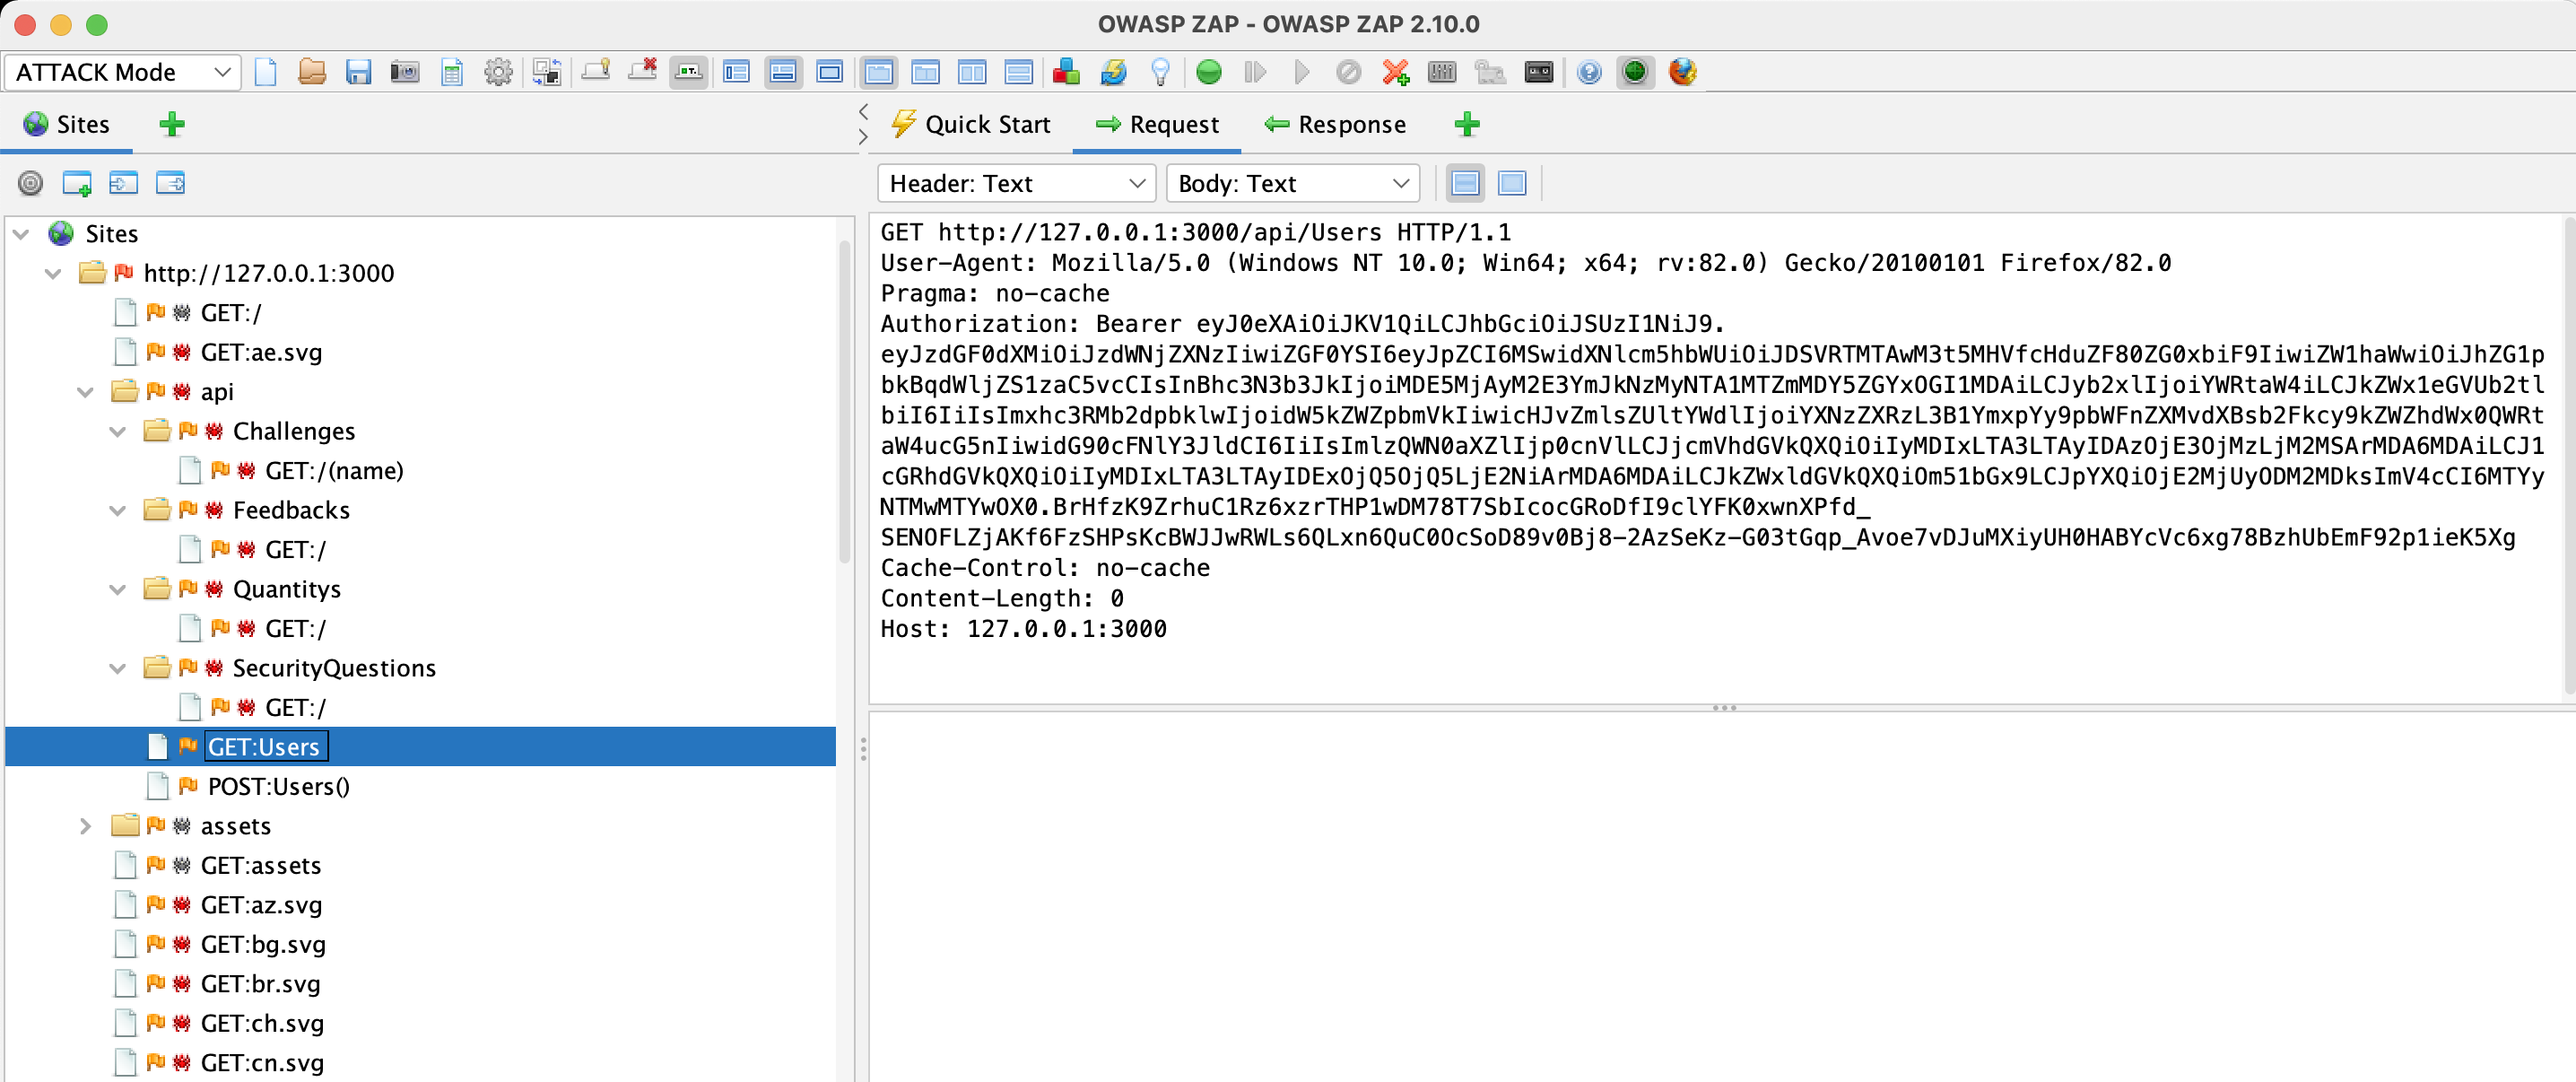 OWASP ZAP - OWASP ZAP 2.10.0
ATTACK Mode
Sites
Quick Start
Request
Response
Header: Text
Body: Text
Sites
http://127.0.0.1:3000
GET:/
GET:ae.svg
api
Challenges
GET:/(name)
Feedbacks
GET:/
Quantitys
GET:/
SecurityQuestions
GET:/
GET:Users
POST:Users()
assets
GET:assets
GET:az.svg
GET:bg.svg
GET:br.svg
GET:ch.svg
GET:cn.svg
GET http://127.0.0.1:3000/api/Users HTTP/1.1
User-Agent: Mozilla/5.0 (Windows NT 10.0; Win64; x64; rv:82.0) Gecko/20100101 Firefox/82.0
Pragma: no-cache
Authorization: Bearer eyJ0eXAiOiJKV1QiLCJhbGciOiJSUzI1NiJ9.
eyJzdGF0dXMiOiJzdWNjZXNzIiwiZGF0YSI6eyJpZCI6MSwidXNlcm5hbWUiOiJDSVRTMTAwM3t5MHVfcHduZF80ZG0xbiF9IiwiZW1haWwiOiJhZG1p
bkBqdWljZS1zaC5vcCIsInBhc3N3b3JkIjoiMDE5MjAyM2E3YmJkNzMyNTA1MTZmMDY5ZGYxOGI1MDAiLCJyb2xlIjoiYWRtaW4iLCJkZWx1eGVUb2tl
biI6IiIsImxhc3RMb2dpbklwIjoidW5kZWZpbmVkIiwicHJvZmlsZUltYWdlIjoiYXNzZXRzL3B1YmxpYy9pbWFnZXMvdXBsb2Fkcy9kZWZhdWx0QWRt
aW4ucG5nIiwidG90cFNlY3JldCI6IiIsImlzQWN0aXZlIjp0cnVlLCJjcmVhdGVkQXQiOiIyMDIxLTA3LTAyIDAzOjE3OjMzLjM2MSArMDA6MDAiLCJ1
cGRhdGVkQXQiOiIyMDIxLTA3LTAyIDExOjQ5OjQ5LjE2NiArMDA6MDAiLCJkZWxldGVkQXQiOm51bGx9LCJpYXQiOjE2MjUyODM2MDksImV4cCI6MTYy
NTMwMTYwOX0.BrHfzK9ZrhuC1Rz6xzrTHP1wDM78T7SbIcocGRoDfI9clYFK0xwnXPfd_
SENOFLZjAKf6FzSHPsKcBWJJwRWLs6QLxn6QuC0OcSoD89v0Bj8-2AzSeKz-G03tGqp_Avoe7vDJuMXiyUH0HABYcVc6xg78BzhUbEmF92p1ieK5Xg
Cache-Control: no-cache
Content-Length: 0
Host: 127.0.0.1:3000